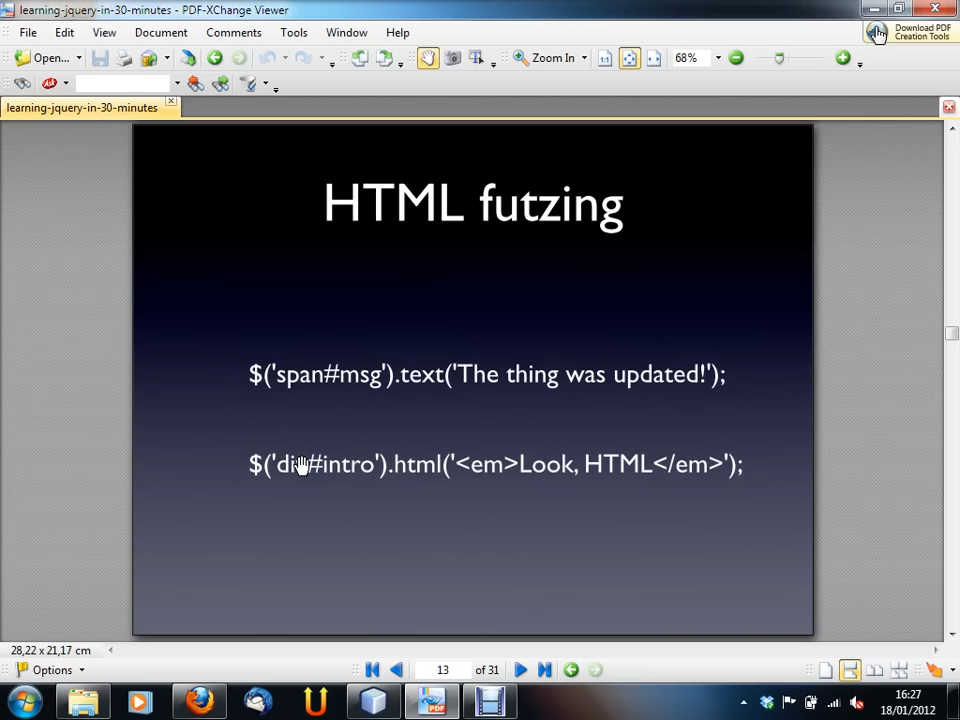 learning-jquery-in-30-minutes - PDF-XChange Viewer
File Edit View Document Comments Tools Window Help
Download PDF
Creation Tools
Open...
Zoom In
1:1
68%
Ask
learning-jquery-in-30-minutes
HTML futzing
$('span#msg').text('The thing was updated!');
$('div#intro').html('<em>Look, HTML</em>');
28,22 x 21,17 cm
Options
13 of 31
16:27
18/01/2012